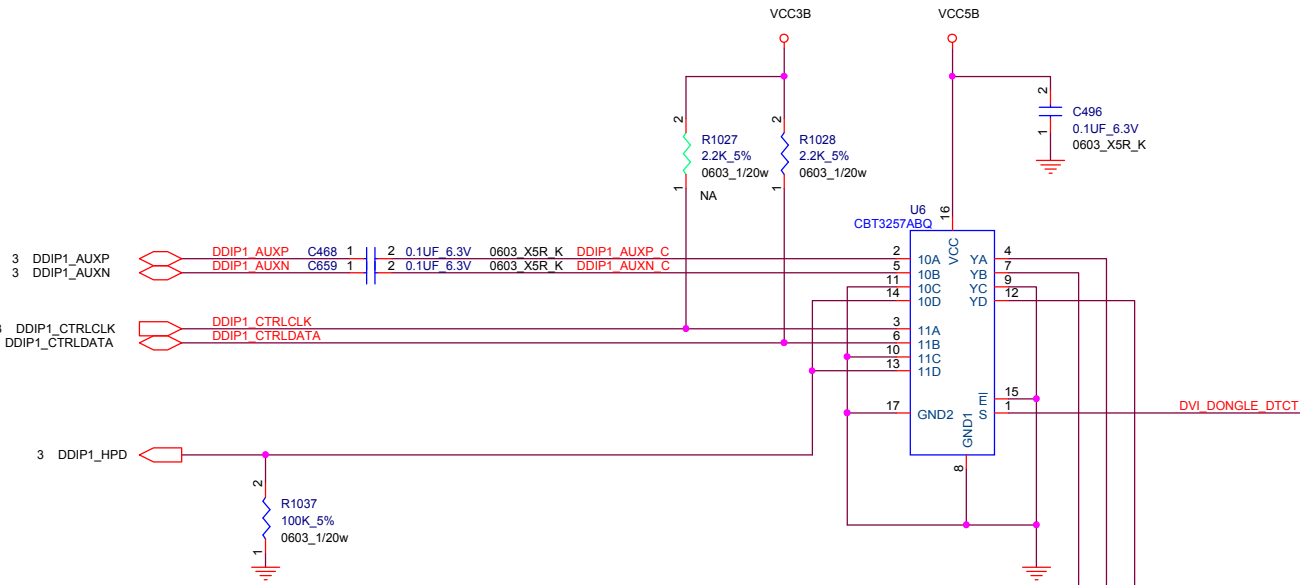 VCC3B
VCC5B
2
C496
0.1UF_6.3V
1
0603_X5R_K
2
R1027
2.2K_5%
0603_1/20w
1
NA
2
R1028
2.2K_5%
0603_1/20w
1
U6
CBT3257ABQ
16
VCC
3 DDIP1_AUXP
DDIP1_AUXP C468 1 2 0.1UF_6.3V 0603_X5R_K DDIP1_AUXP_C
2 10A YA 4
3 DDIP1_AUXN
DDIP1_AUXN C659 1 2 0.1UF_6.3V 0603_X5R_K DDIP1_AUXN_C
5 10B YB 7
11 10C YC 9
14 10D YD 12
DDIP1_CTRLCLK
DDIP1_CTRLCLK
3 11A
DDIP1_CTRLDATA
DDIP1_CTRLDATA
6 11B
10 11C
13 11D
E 15
17 GND2
S 1
DVI_DONGLE_DTCT
GND1
8
3 DDIP1_HPD
2
R1037
100K_5%
0603_1/20w
1